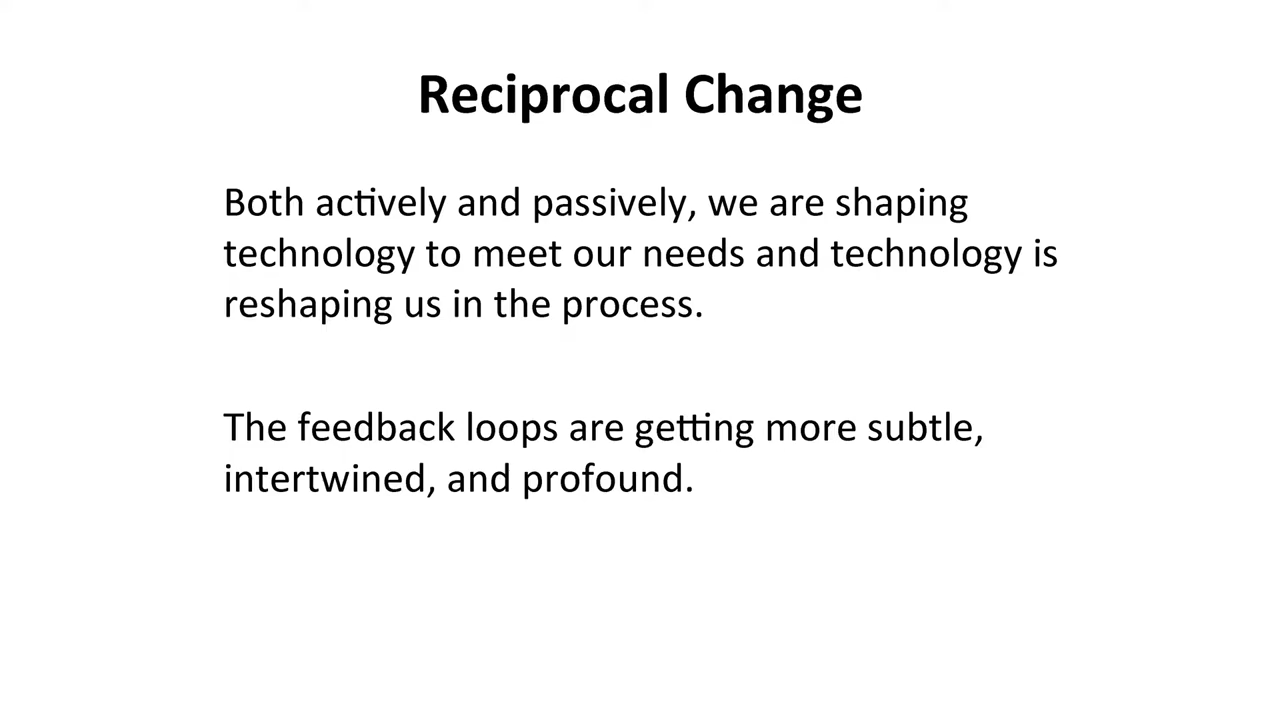 Reciprocal Change
Both actively and passively, we are shaping
technology to meet our needs and technology is
reshaping us in the process.
The feedback loops are getting more subtle,
intertwined, and profound.